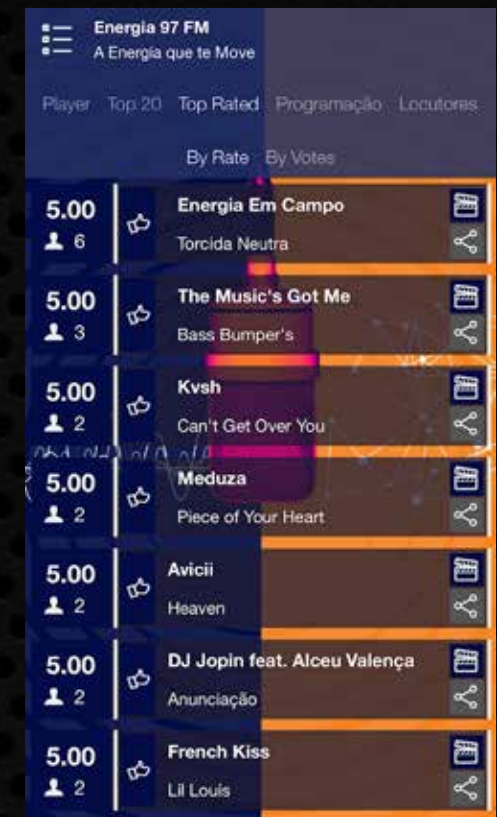 Energia 97 FM
A Energia que te Move
Player Top 20 Top Rated Programação Locutores
By Rate By Votes
5.00 Energia Em Campo
6 Torcida Neutra
5.00 The Music's Got Me
3 Bass Bumper's
5.00 Kvsh
2 Can't Get Over You
5.00 Meduza
2 Piece of Your Heart
5.00 Avicii
2 Heaven
5.00 DJ Jopin feat. Alceu Valença
2 Anunciação
5.00 French Kiss
2 Lil Louis